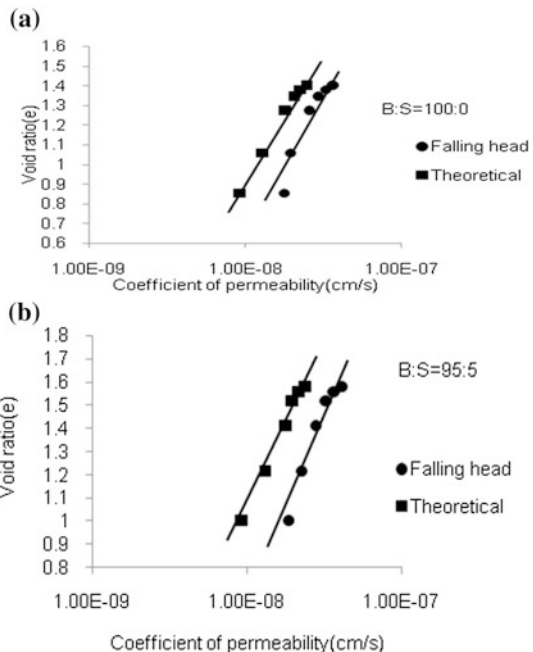 (a)
1.6
1.5
1.4
1.3
1.2
1.1
1
0.9
0.8
0.7
0.6
Void ratio(e)
B:S=100:0
Falling head
Theoretical
1.00E-09 1.00E-08 1.00E-07
Coefficient of permeability(cm/s)
(b)
1.8
1.7
1.6
1.5
1.4
1.3
1.2
1.1
1
0.9
0.8
Void ratio(e)
B:S=95:5
Falling head
Theoretical
1.00E-09 1.00E-08 1.00E-07
Coefficient of permeability(cm/s)